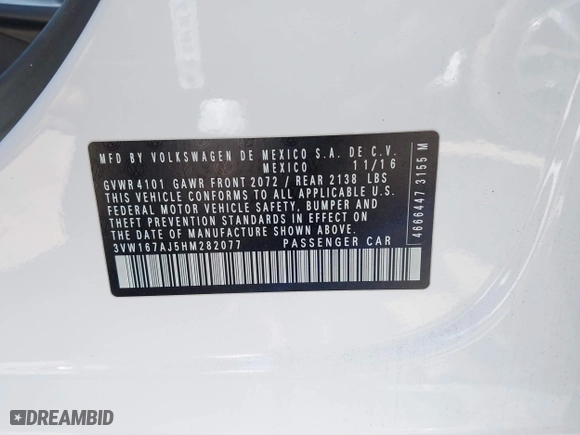 MFD BY VOLKSWAGEN DE MEXICO S.A. DE C.V.
MEXICO 11/16
GVWR 4101 GAWR FRONT 2072 / REAR 2138 LBS
THIS VEHICLE CONFORMS TO ALL APPLICABLE U.S.
FEDERAL MOTOR VEHICLE SAFETY, BUMPER AND
THEFT PREVENTION STANDARDS IN EFFECT ON
THE DATE OF MANUFACTURE SHOWN ABOVE.
3VW167AJ5HM282077 PASSENGER CAR
4666447 3155 M
DREAMBID